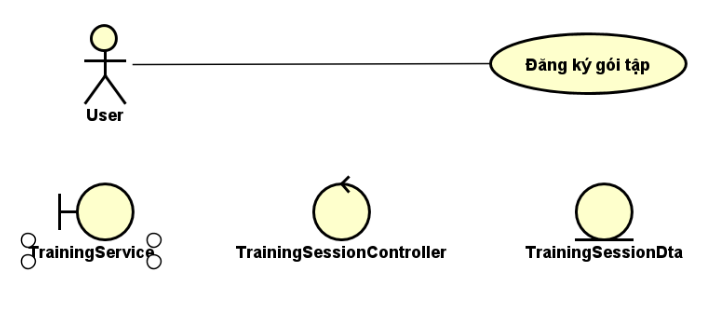 Đăng ký gói tập
User
TrainingService
TrainingSessionController
TrainingSessionDta